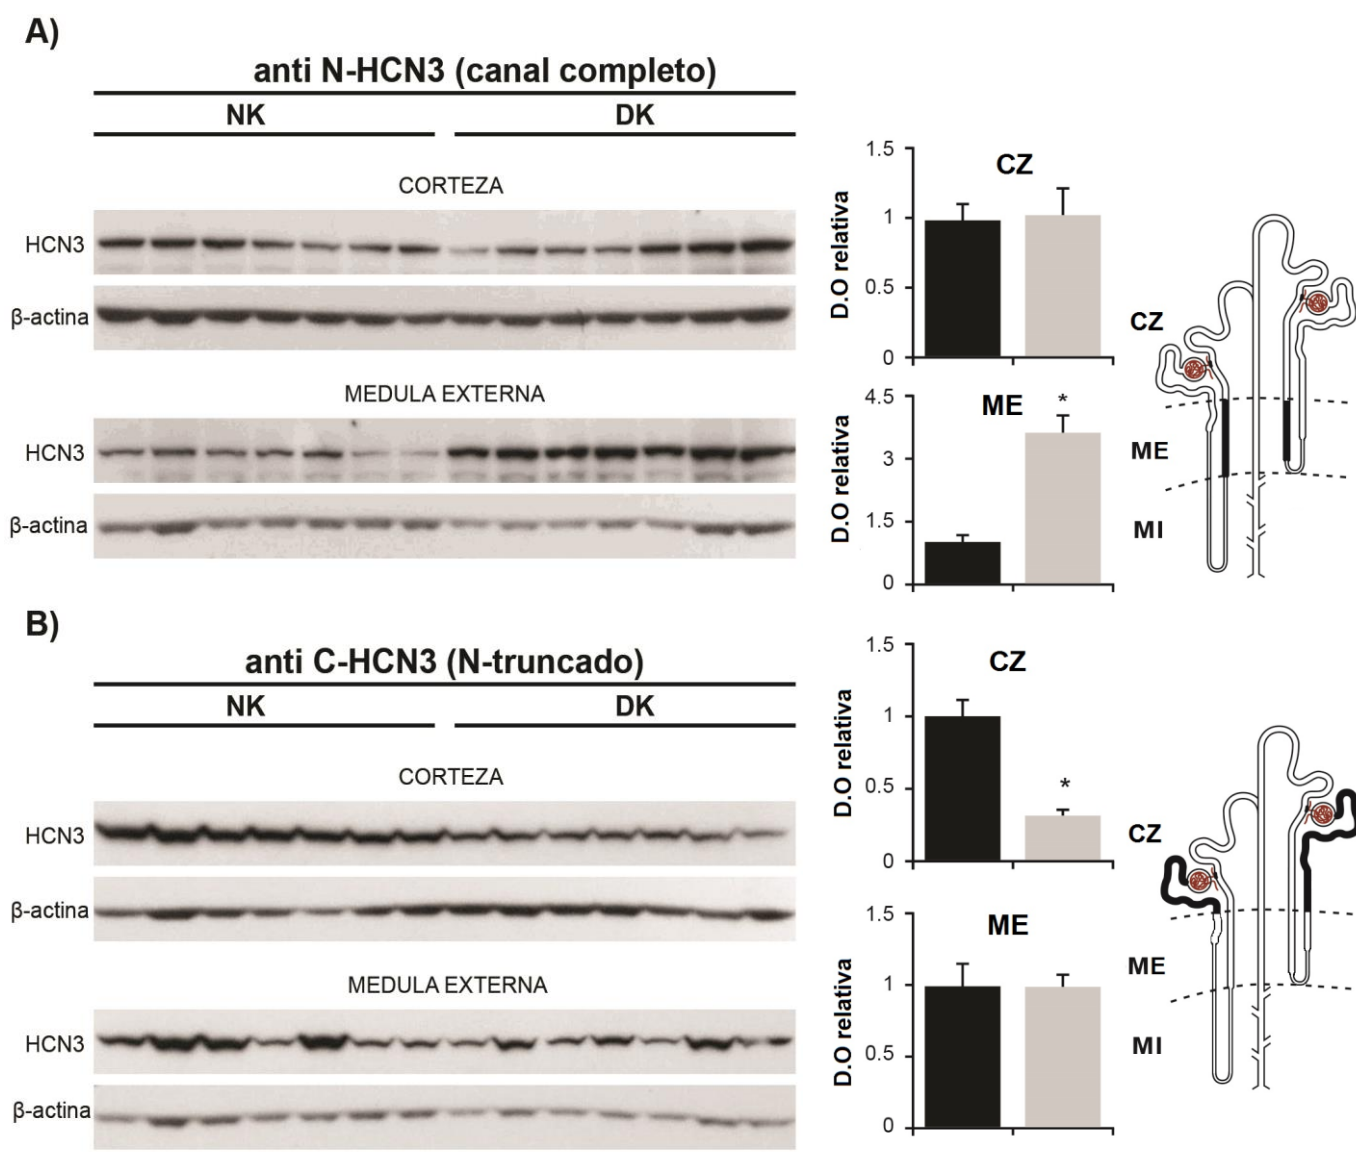 A)
anti N-HCN3 (canal completo)
NK DK
CORTEZA
HCN3
β-actina
MEDULA EXTERNA
HCN3
β-actina
1.5
1
0.5
0
D.O relativa
CZ
4.5
3
1.5
0
D.O relativa
ME
*
CZ
ME
MI
B)
anti C-HCN3 (N-truncado)
NK DK
CORTEZA
HCN3
β-actina
MEDULA EXTERNA
HCN3
β-actina
1.5
1
0.5
0
D.O relativa
CZ
*
1.5
1
0.5
0
D.O relativa
ME
CZ
ME
MI